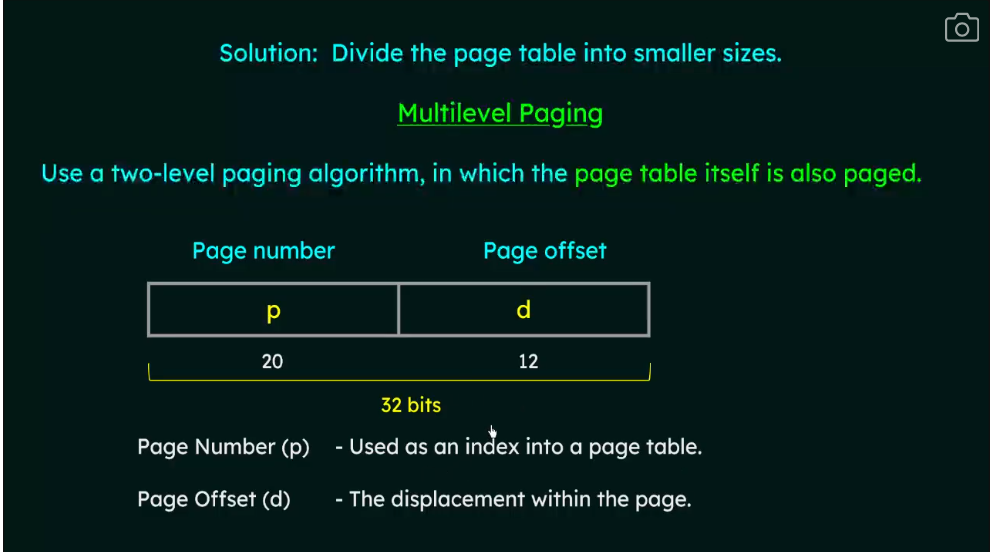 Solution:  Divide the page table into smaller sizes.
Multilevel Paging
Use a two-level paging algorithm, in which the page table itself is also paged.
Page number Page offset
p d
20 12
32 bits
Page Number (p) - Used as an index into a page table.
Page Offset (d) - The displacement within the page.